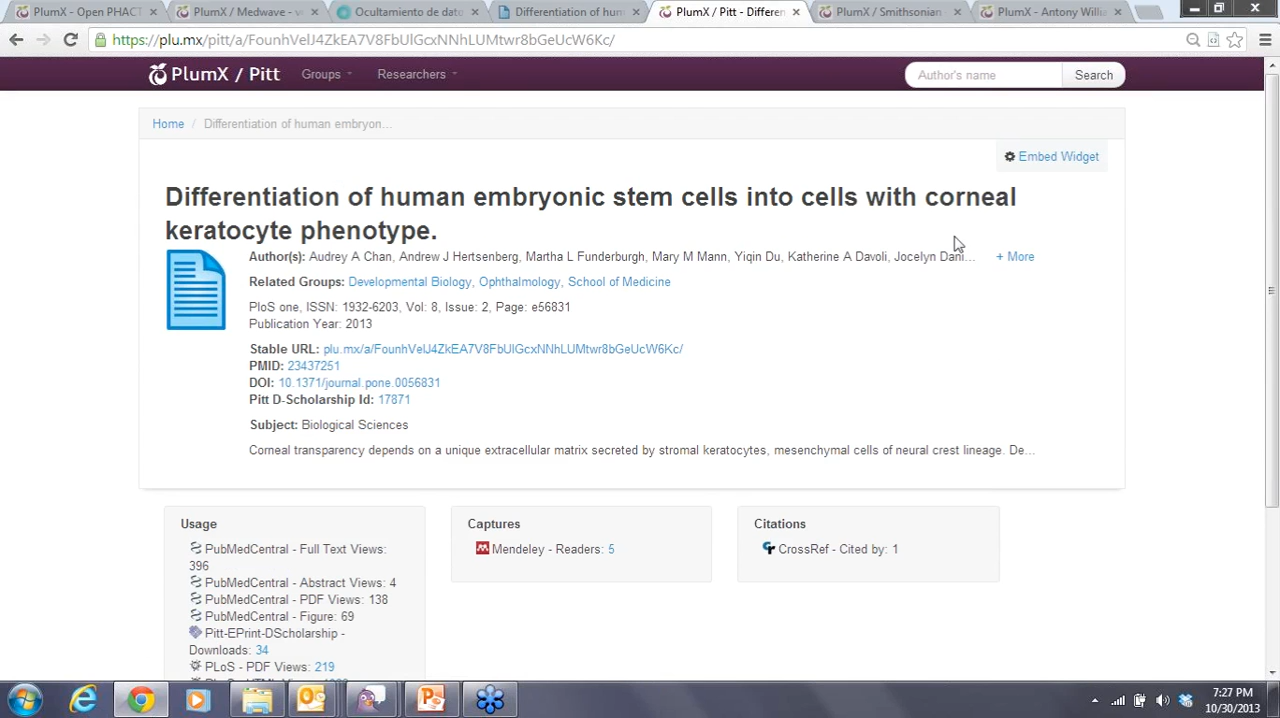 PlumX - Open PHACT
PlumX / Medwave - v
Ocultamiento de dato
Differentiation of hum
PlumX / Pitt - Differen
PlumX / Smithsonian
PlumX - Antony Willia
https://plu.mx/pitt/a/FounhVelJ4ZkEA7V8FbUlGcxNNhLUMtwr8bGeUcW6Kc/
PlumX / Pitt
Groups
Researchers
Author's name
Search
Home / Differentiation of human embryon...
Embed Widget
Differentiation of human embryonic stem cells into cells with corneal
keratocyte phenotype.
Author(s): Audrey A Chan, Andrew J Hertsenberg, Martha L Funderburgh, Mary M Mann, Yiqin Du, Katherine A Davoli, Jocelyn Dani... + More
Related Groups: Developmental Biology, Ophthalmology, School of Medicine
PloS one, ISSN: 1932-6203, Vol: 8, Issue: 2, Page: e56831
Publication Year: 2013
Stable URL: plu.mx/a/FounhVelJ4ZkEA7V8FbUlGcxNNhLUMtwr8bGeUcW6Kc/
PMID: 23437251
DOI: 10.1371/journal.pone.0056831
Pitt D-Scholarship Id: 17871
Subject: Biological Sciences
Corneal transparency depends on a unique extracellular matrix secreted by stromal keratocytes, mesenchymal cells of neural crest lineage. De...
Usage
PubMedCentral - Full Text Views:
396
PubMedCentral - Abstract Views: 4
PubMedCentral - PDF Views: 138
PubMedCentral - Figure: 69
Pitt-EPrint-DScholarship -
Downloads: 34
PLoS - PDF Views: 219
Captures
Mendeley - Readers: 5
Citations
CrossRef - Cited by: 1
7:27 PM
10/30/2013